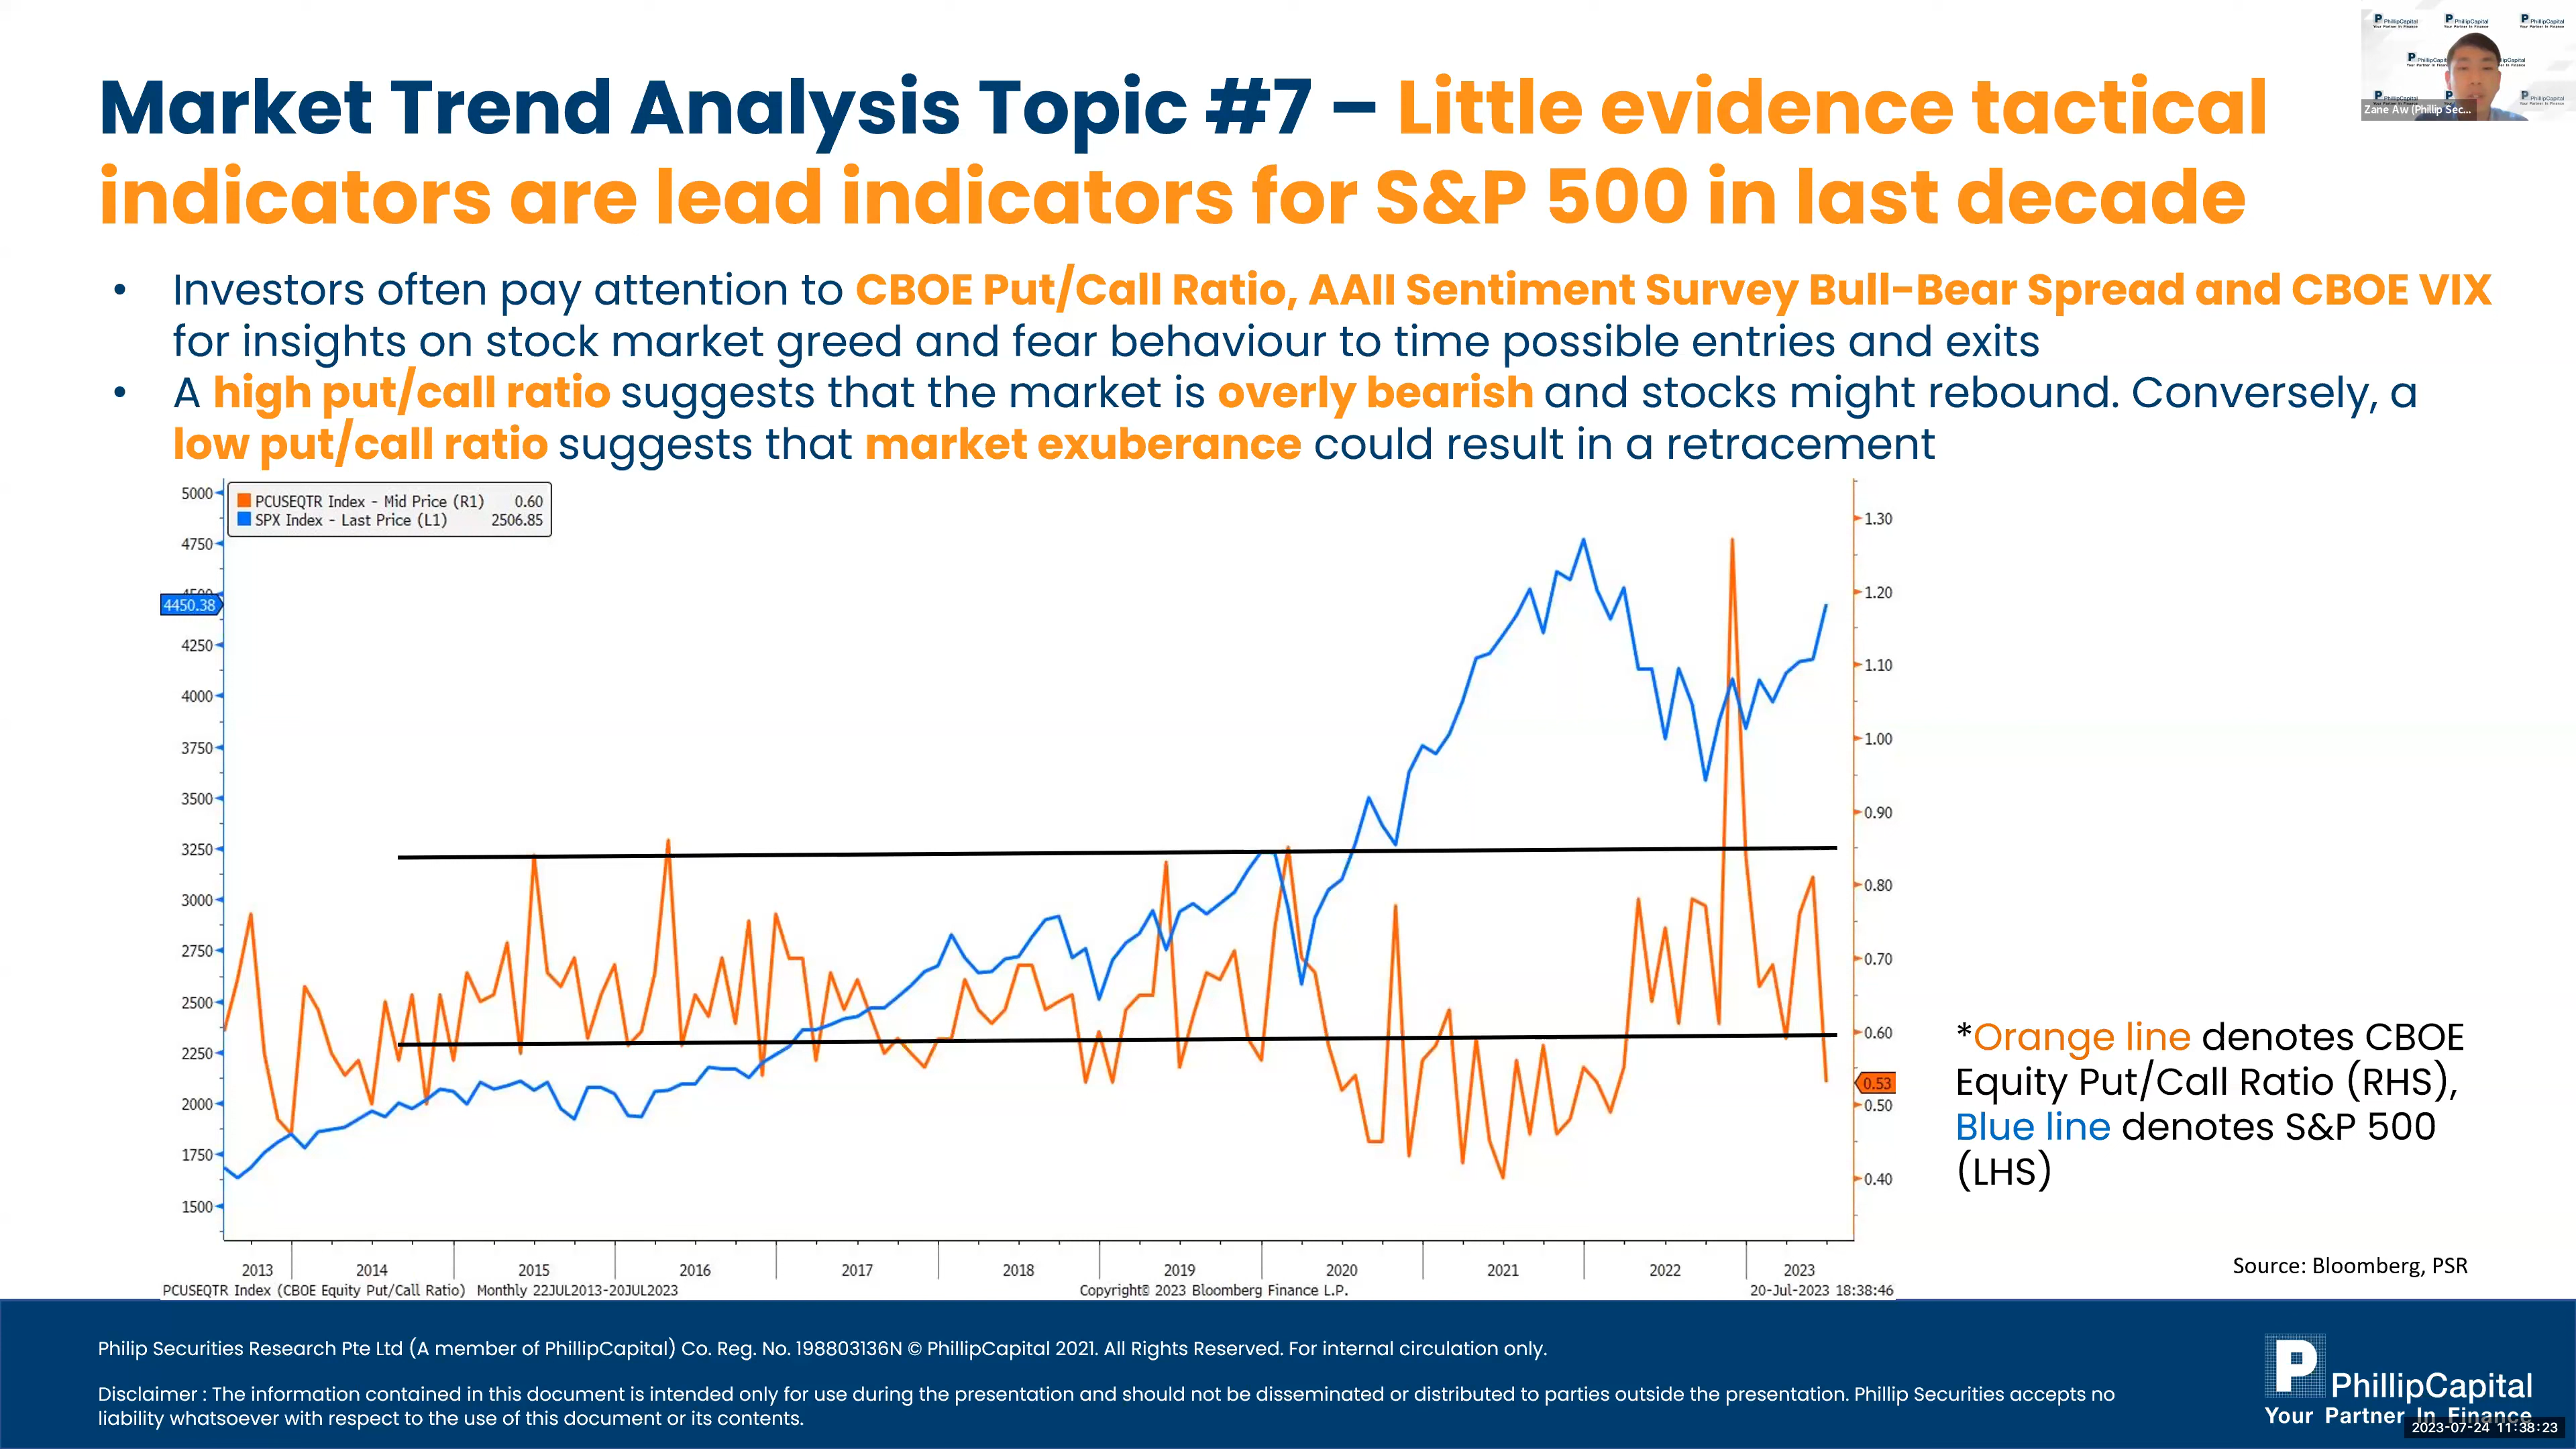 Market Trend Analysis Topic #7 – Little evidence tactical
indicators are lead indicators for S&P 500 in last decade
Zane Aw (Phillip Sec...
• Investors often pay attention to CBOE Put/Call Ratio, AAII Sentiment Survey Bull-Bear Spread and CBOE VIX
for insights on stock market greed and fear behaviour to time possible entries and exits
• A high put/call ratio suggests that the market is overly bearish and stocks might rebound. Conversely, a
low put/call ratio suggests that market exuberance could result in a retracement
PCUSEQTR Index - Mid Price (R1) 0.60
SPX Index - Last Price (L1) 2506.85
5000
4750
4450.38
4250
4000
3750
3500
3250
3000
2750
2500
2250
2000
1750
1500
1.30
1.20
1.10
1.00
0.90
0.80
0.70
0.60
0.53
0.50
0.40
2013 2014 2015 2016 2017 2018 2019 2020 2021 2022 2023
PCUSEQTR Index (CBOE Equity Put/Call Ratio) Monthly 22JUL2013-20JUL2023 Copyright© 2023 Bloomberg Finance L.P. 20-Jul-2023 18:38:46
*Orange line denotes CBOE
Equity Put/Call Ratio (RHS),
Blue line denotes S&P 500
(LHS)
Source: Bloomberg, PSR
Philip Securities Research Pte Ltd (A member of PhillipCapital) Co. Reg. No. 198803136N © PhillipCapital 2021. All Rights Reserved. For internal circulation only.
Disclaimer : The information contained in this document is intended only for use during the presentation and should not be disseminated or distributed to parties outside the presentation. Phillip Securities accepts no
liability whatsoever with respect to the use of this document or its contents.
PhillipCapital
Your Partner In Finance
2023-07-24 11:38:23